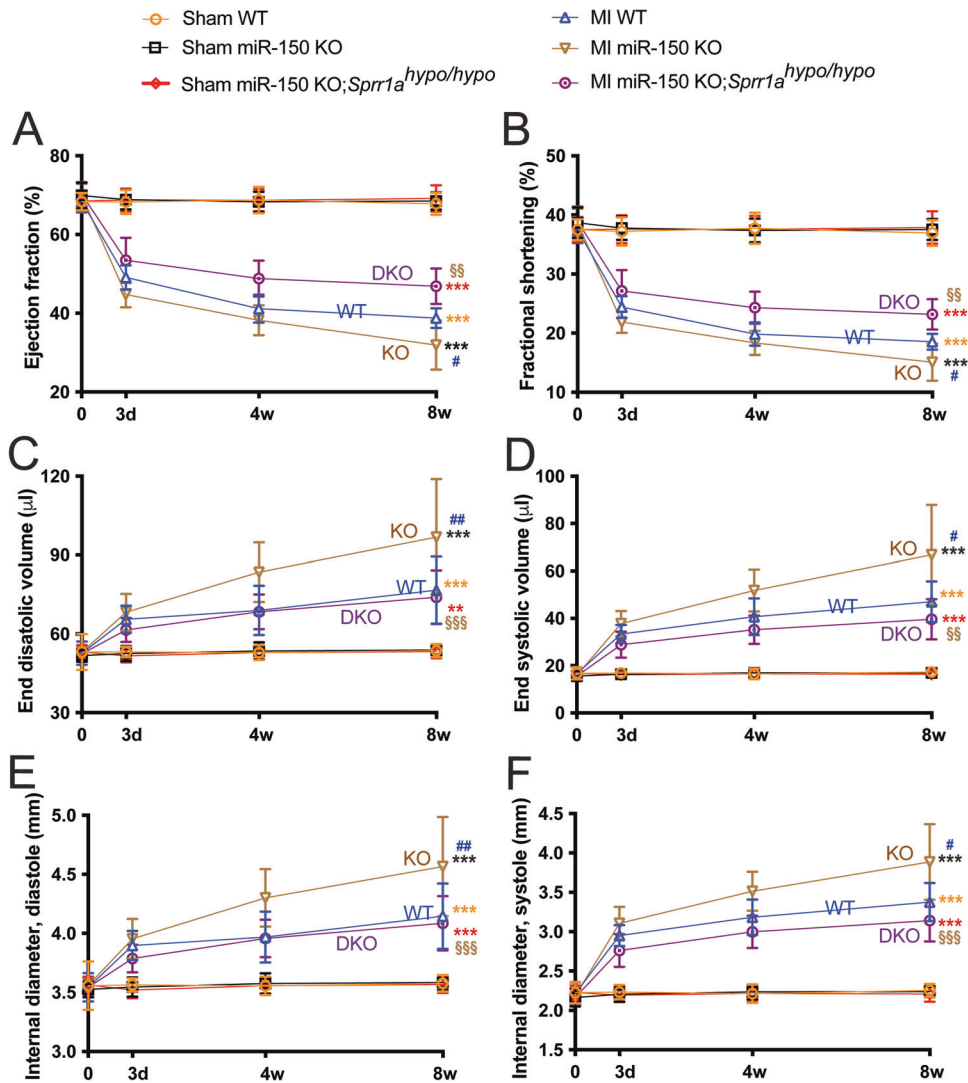 Sham WT
Sham miR-150 KO
Sham miR-150 KO;Sprr1a hypo/hypo
MI WT
MI miR-150 KO
MI miR-150 KO;Sprr1a hypo/hypo
A
Ejection fraction (%)
80
60
40
20
0 3d 4w 8w
DKO §§
***
WT ***
KO ***
#
B
Fractional shortening (%)
50
40
30
20
10
0 3d 4w 8w
DKO §§
***
WT ***
KO ***
#
C
End disatolic volume (μl)
120
90
60
30
0 3d 4w 8w
KO ##
***
WT ***
DKO **
§§§
D
End systolic volume (μl)
100
80
60
40
20
0
0 3d 4w 8w
KO #
***
WT ***
DKO ***
§§
E
Internal diameter, diastole (mm)
5.0
4.5
4.0
3.5
3.0
0 3d 4w 8w
KO ##
***
WT ***
DKO ***
§§§
F
Internal diameter, systole (mm)
4.5
4.0
3.5
3.0
2.5
2.0
1.5
0 3d 4w 8w
KO #
***
WT ***
DKO ***
§§§